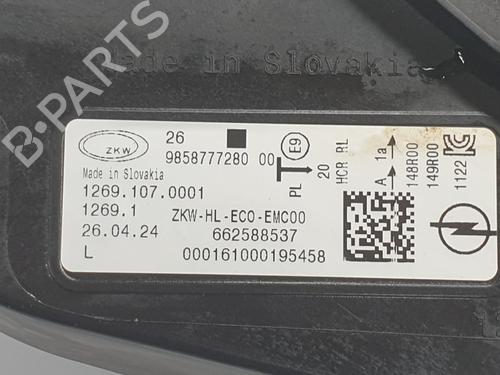 Made in Slovakia
B-PARTS
ZKW
26
9858777280 00
E9
PL
20
HCR RL
A 1a
148R00
149R00
1122
Made in Slovakia
1269.107.0001
1269.1
ZKW-HL-ECO-EMC00
26.04.24
662588537
L
000161000195458